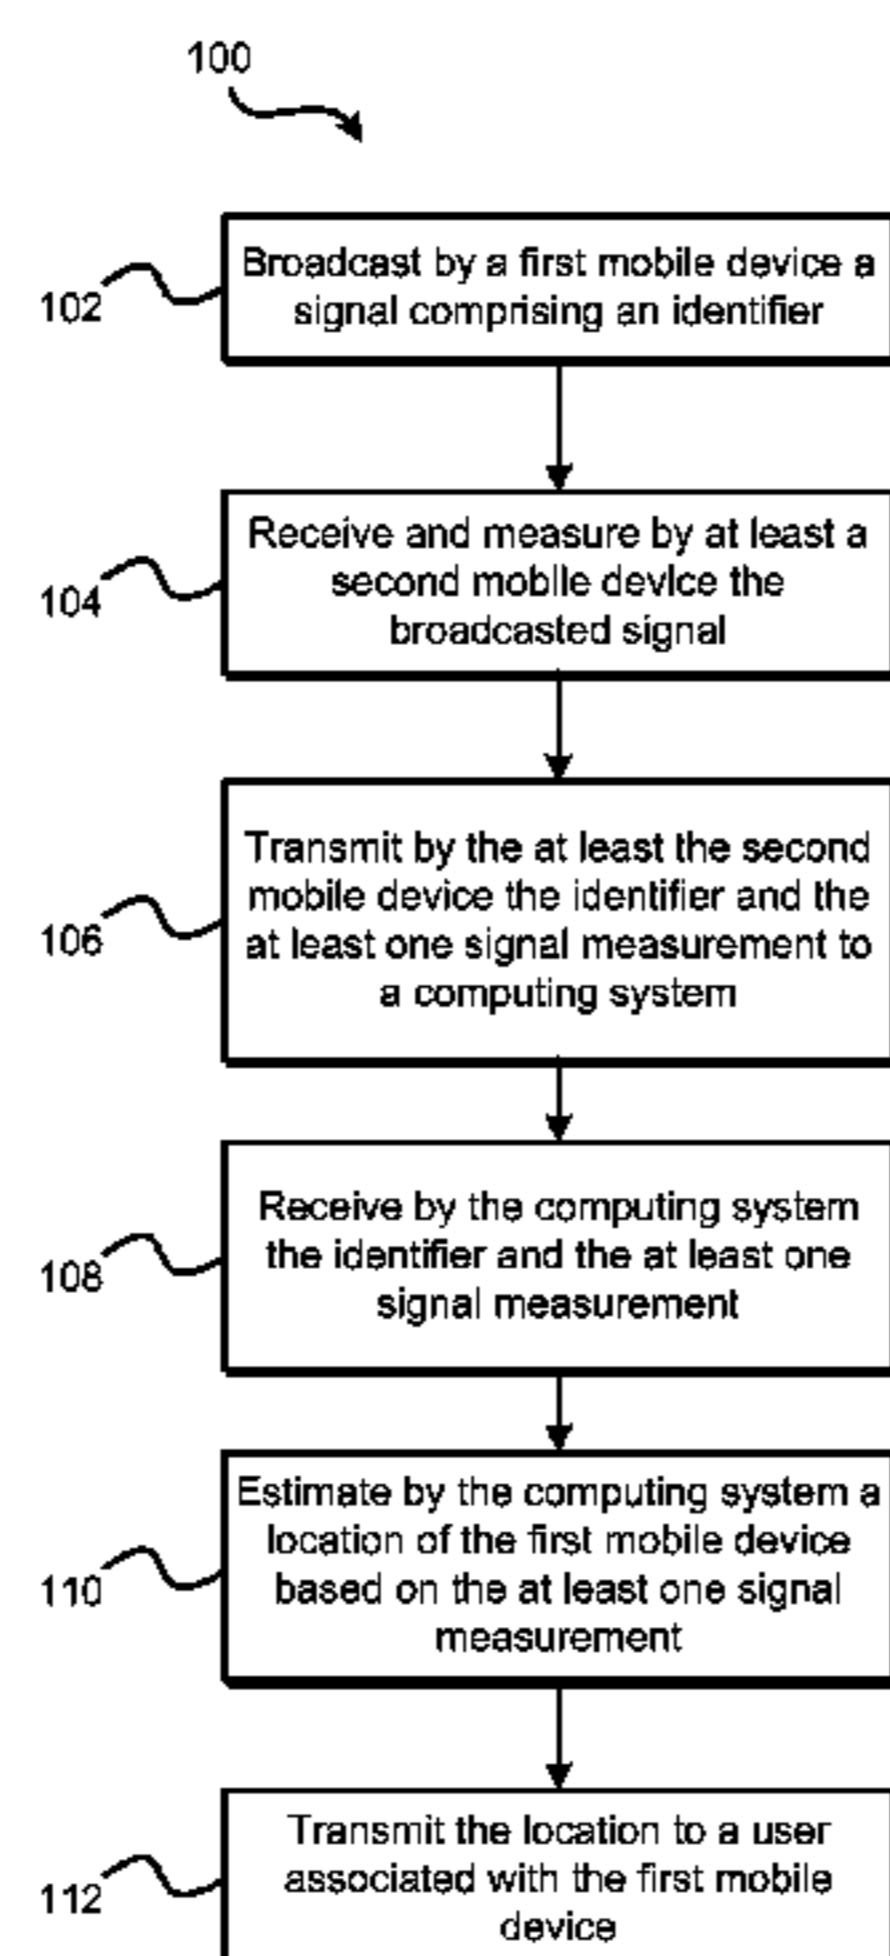 100
102
Broadcast by a first mobile device a
signal comprising an identifier
104
Receive and measure by at least a
second mobile device the
broadcasted signal
106
Transmit by the at least the second
mobile device the identifier and the
at least one signal measurement to
a computing system
108
Receive by the computing system
the identifier and the at least one
signal measurement
110
Estimate by the computing system a
location of the first mobile device
based on the at least one signal
measurement
112
Transmit the location to a user
associated with the first mobile
device